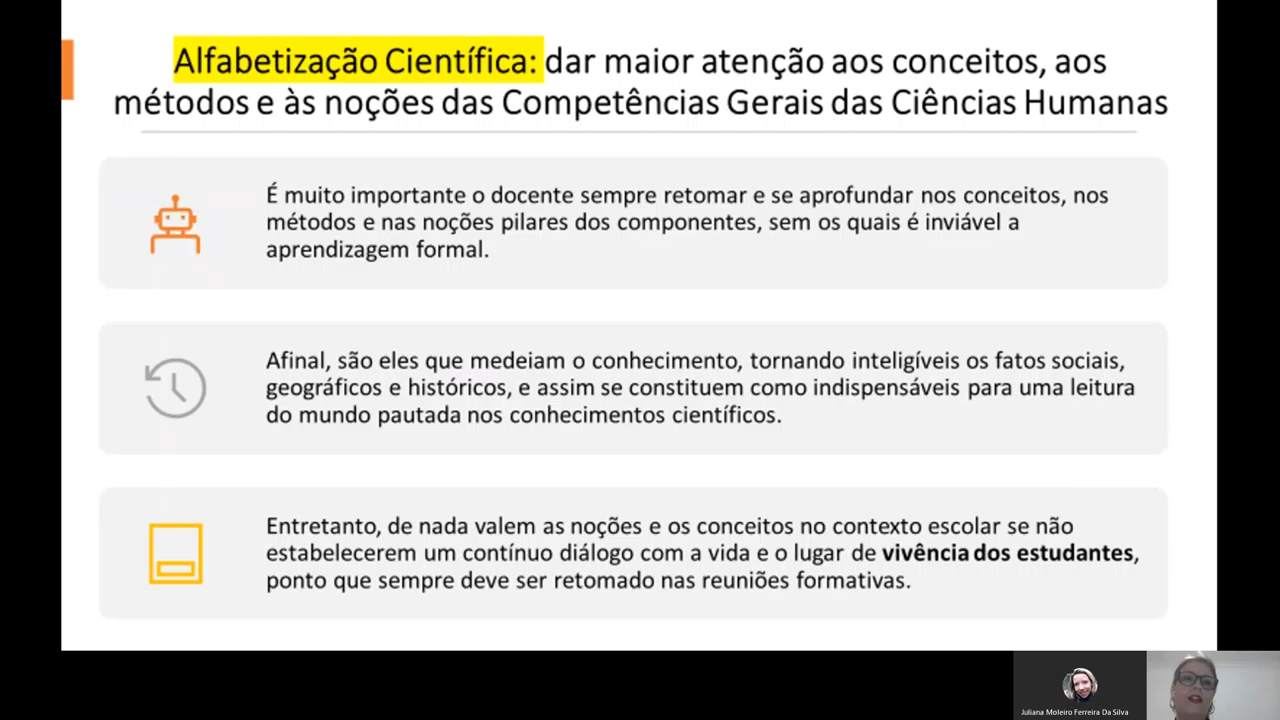 Alfabetização Científica: dar maior atenção aos conceitos, aos
métodos e às noções das Competências Gerais das Ciências Humanas
É muito importante o docente sempre retomar e se aprofundar nos conceitos, nos
métodos e nas noções pilares dos componentes, sem os quais é inviável a
aprendizagem formal.
Afinal, são eles que medeiam o conhecimento, tornando inteligíveis os fatos sociais,
geográficos e históricos, e assim se constituem como indispensáveis para uma leitura
do mundo pautada nos conhecimentos científicos.
Entretanto, de nada valem as noções e os conceitos no contexto escolar se não
estabelecerem um contínuo diálogo com a vida e o lugar de vivência dos estudantes,
ponto que sempre deve ser retomado nas reuniões formativas.
Juliana Moleiro Ferreira Da Silva